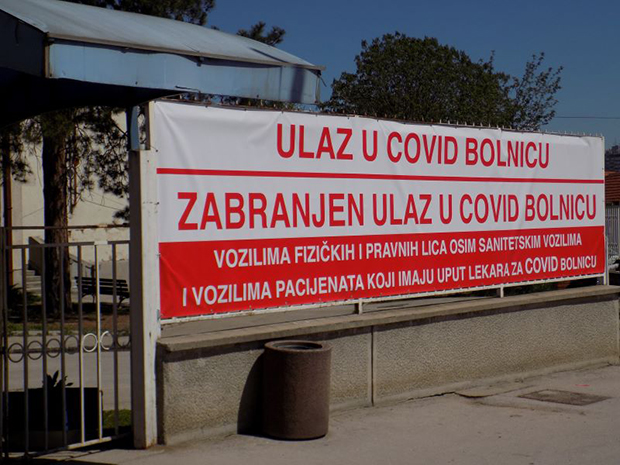 ULAZ U COVID BOLNICU
ZABRANJEN ULAZ U COVID BOLNICU
VOZILIMA FIZIČKIH I PRAVNIH LICA OSIM SANITETSKIM VOZILIMA
I VOZILIMA PACIJENATA KOJI IMAJU UPUT LEKARA ZA COVID BOLNICU